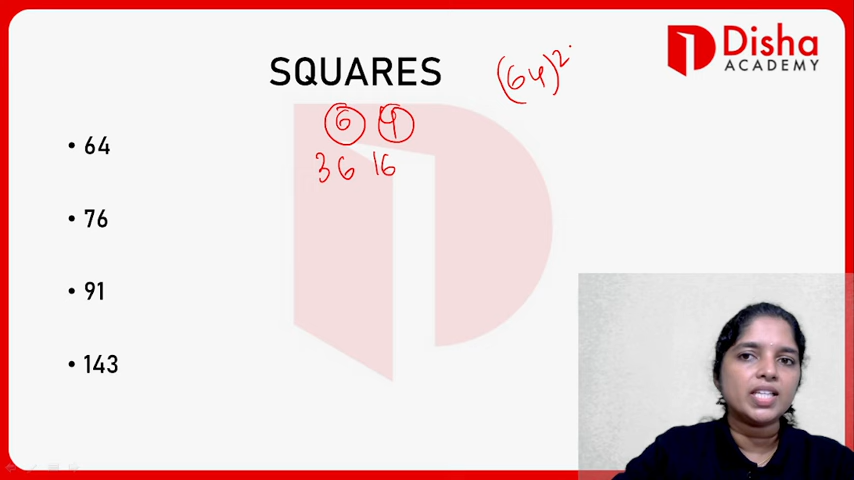 Disha
ACADEMY
SQUARES
(64)²
6 4
36 16
• 64
• 76
• 91
• 143